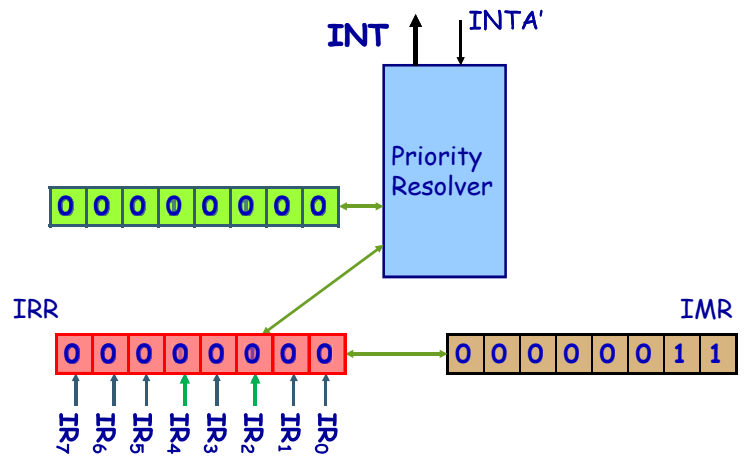 INT
INTA'
Priority
Resolver
0 0 0 0 0 0 0 0
IRR
IMR
0 0 0 0 0 0 0 0
0 0 0 0 0 0 1 1
IR7 IR6 IR5 IR4 IR3 IR2 IR1 IR0